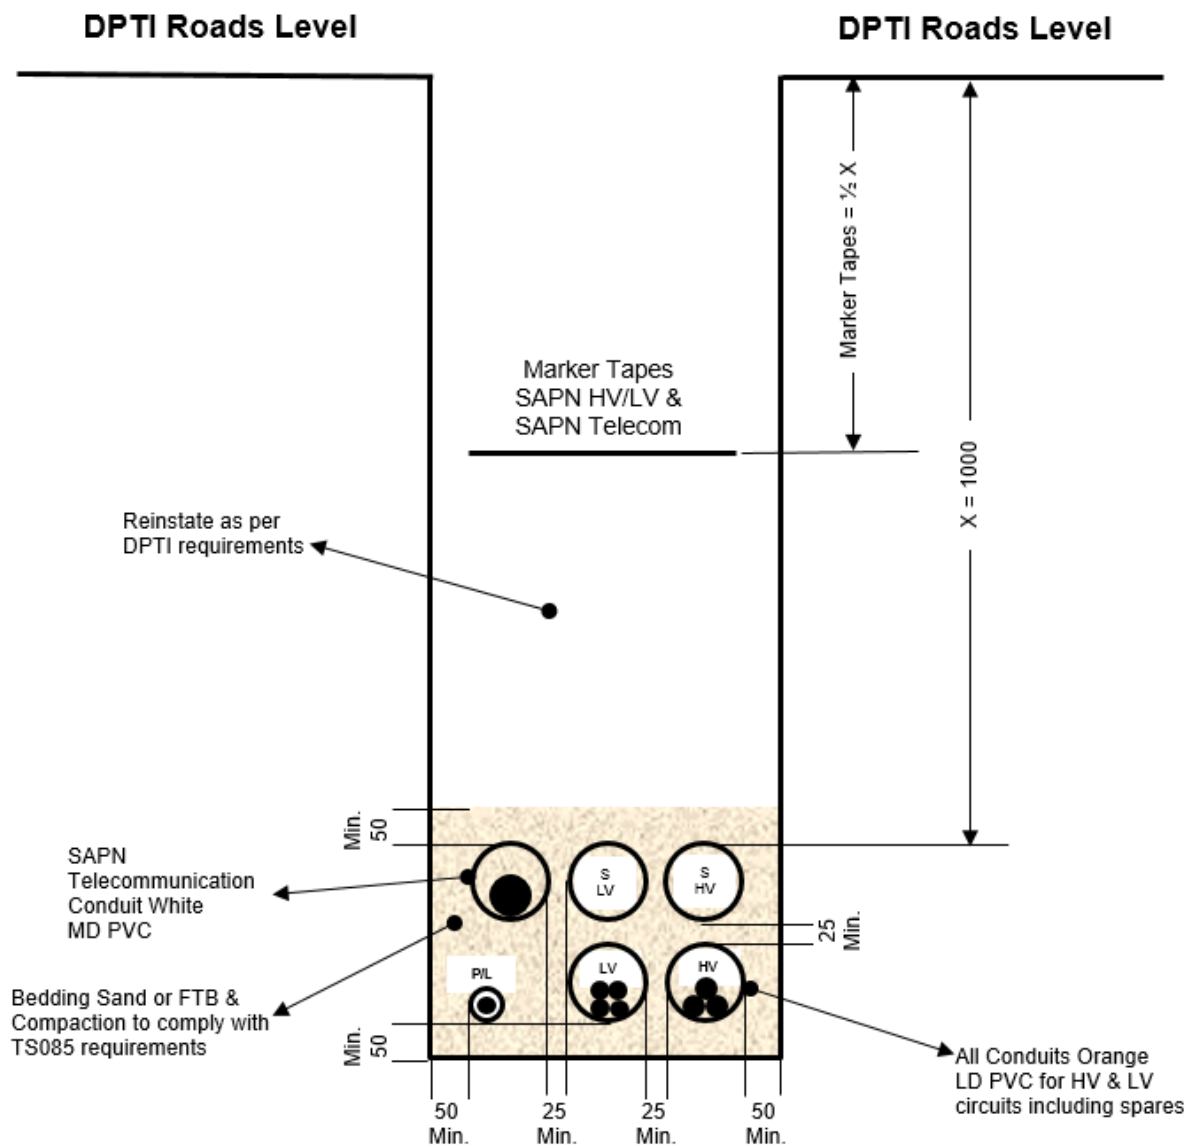 DPTI Roads Level
DPTI Roads Level
Marker Tapes = ½ X
X = 1000
Marker Tapes
SAPN HV/LV &
SAPN Telecom
Reinstate as per
DPTI requirements
Min.
50
SAPN
Telecommunication
Conduit White
MD PVC
S
LV
S
HV
25
Min.
P/L
LV
HV
Bedding Sand or FTB &
Compaction to comply with
TS085 requirements
Min.
50
All Conduits Orange
LD PVC for HV & LV
circuits including spares
50
Min.
25
Min.
25
Min.
50
Min.